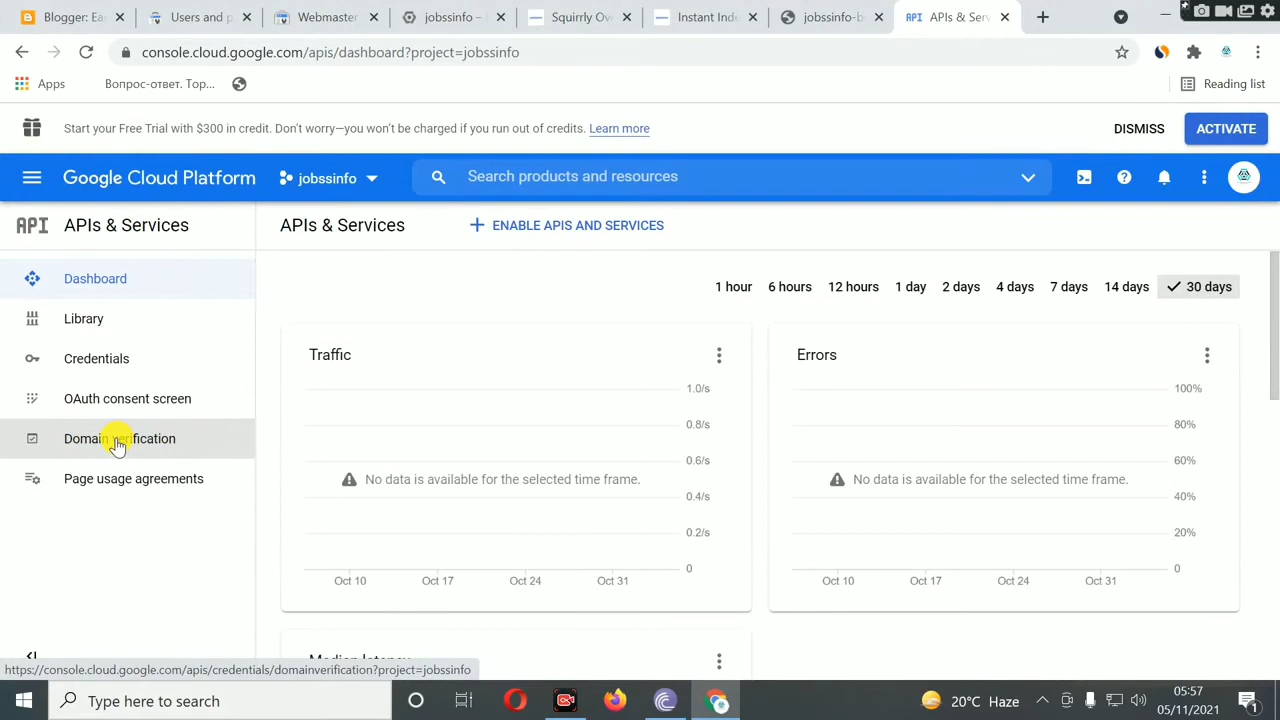 Blogger: Ea
Users and p
Webmaster
jobssinfo –
Squirrly Ov
Instant Ind
jobssinfo-b
API APIs & Serv
console.cloud.google.com/apis/dashboard?project=jobssinfo
Apps
Вопрос-ответ. Тор...
Reading list
Start your Free Trial with $300 in credit. Don't worry—you won't be charged if you run out of credits. Learn more
DISMISS
ACTIVATE
Google Cloud Platform
jobssinfo
Search products and resources
API APIs & Services
APIs & Services
ENABLE APIS AND SERVICES
Dashboard
Library
Credentials
OAuth consent screen
Domain verification
Page usage agreements
1 hour 6 hours 12 hours 1 day 2 days 4 days 7 days 14 days 30 days
Traffic
1.0/s
0.8/s
0.6/s
No data is available for the selected time frame.
0.4/s
0.2/s
0
Oct 10 Oct 17 Oct 24 Oct 31
Errors
100%
80%
60%
No data is available for the selected time frame.
40%
20%
0
Oct 10 Oct 17 Oct 24 Oct 31
Median latency
https://console.cloud.google.com/apis/credentials/domainverification?project=jobssinfo
Type here to search
20°C Haze
05:57
05/11/2021
1